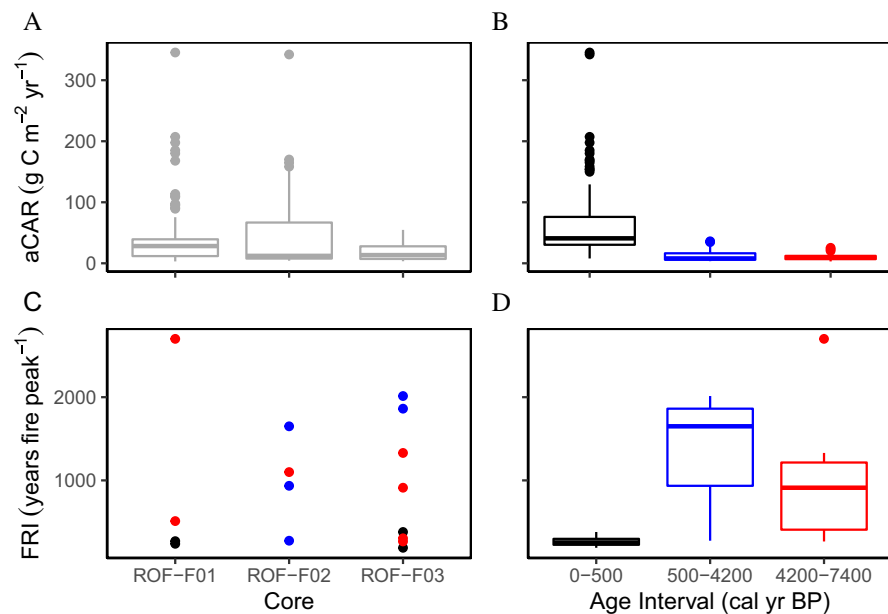 A
B
aCAR (g C m⁻² yr⁻¹)
300
200
100
0
C
D
FRI (years fire peak⁻¹)
2000
1000
ROF−F01 ROF−F02 ROF−F03
Core
0−500 500−4200 4200−7400
Age Interval (cal yr BP)